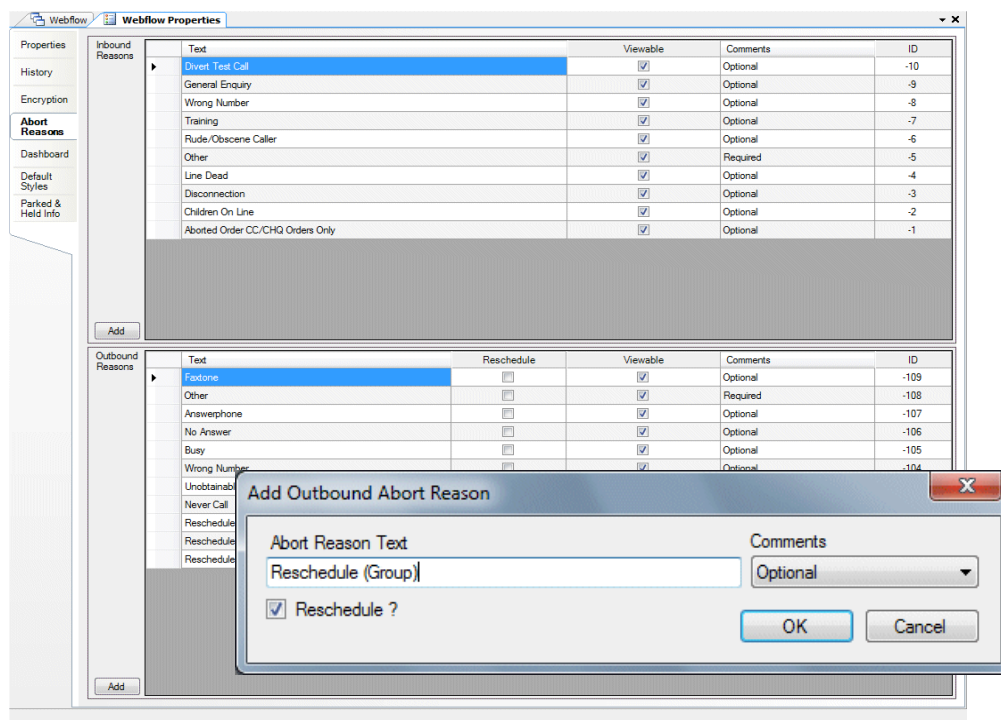 Webflow Webflow Properties
Properties
History
Encryption
Abort
Reasons
Dashboard
Default
Styles
Parked &
Held Info
Inbound
Reasons
Text Viewable Comments ID
Divert Test Call Optional -10
General Enquiry Optional -9
Wrong Number Optional -8
Training Optional -7
Rude/Obscene Caller Optional -6
Other Required -5
Line Dead Optional -4
Disconnection Optional -3
Children On Line Optional -2
Aborted Order CC/CHQ Orders Only Optional -1
Add
Outbound
Reasons
Text Reschedule Viewable Comments ID
Faxtone Optional -109
Other Required -108
Answerphone Optional -107
No Answer Optional -106
Busy Optional -105
Wrong Number Optional -104
Unobtainabl
Never Call
Reschedule
Reschedule
Reschedule
Add
Add Outbound Abort Reason
Abort Reason Text Comments
Reschedule (Group) Optional
Reschedule ?
OK Cancel